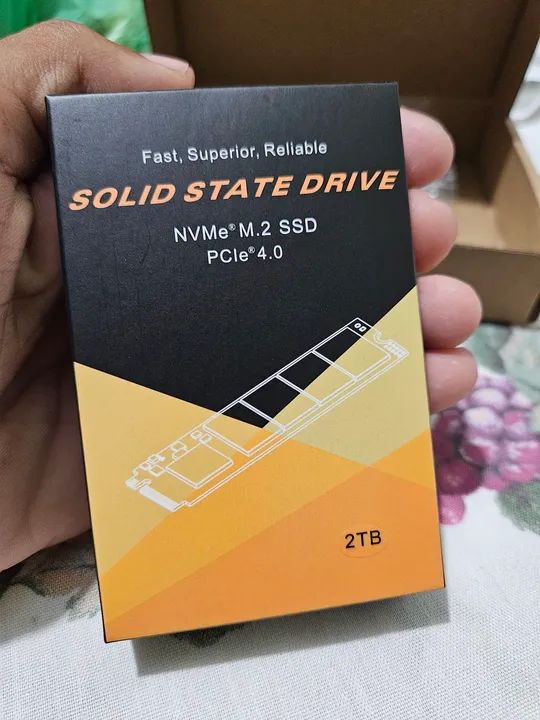 Fast, Superior, Reliable
SOLID STATE DRIVE
NVMe® M.2 SSD
PCIe® 4.0
2TB